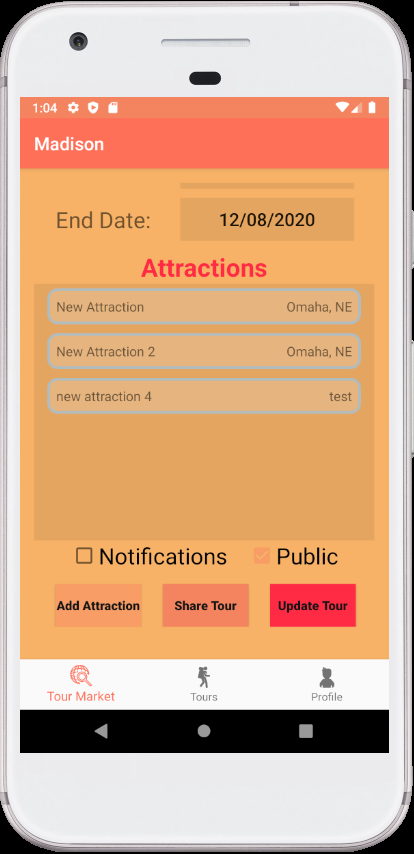 1:04
Madison
End Date: 12/08/2020
Attractions
New Attraction Omaha, NE
New Attraction 2 Omaha, NE
new attraction 4 test
Notifications Public
Add Attraction Share Tour Update Tour
Tour Market Tours Profile